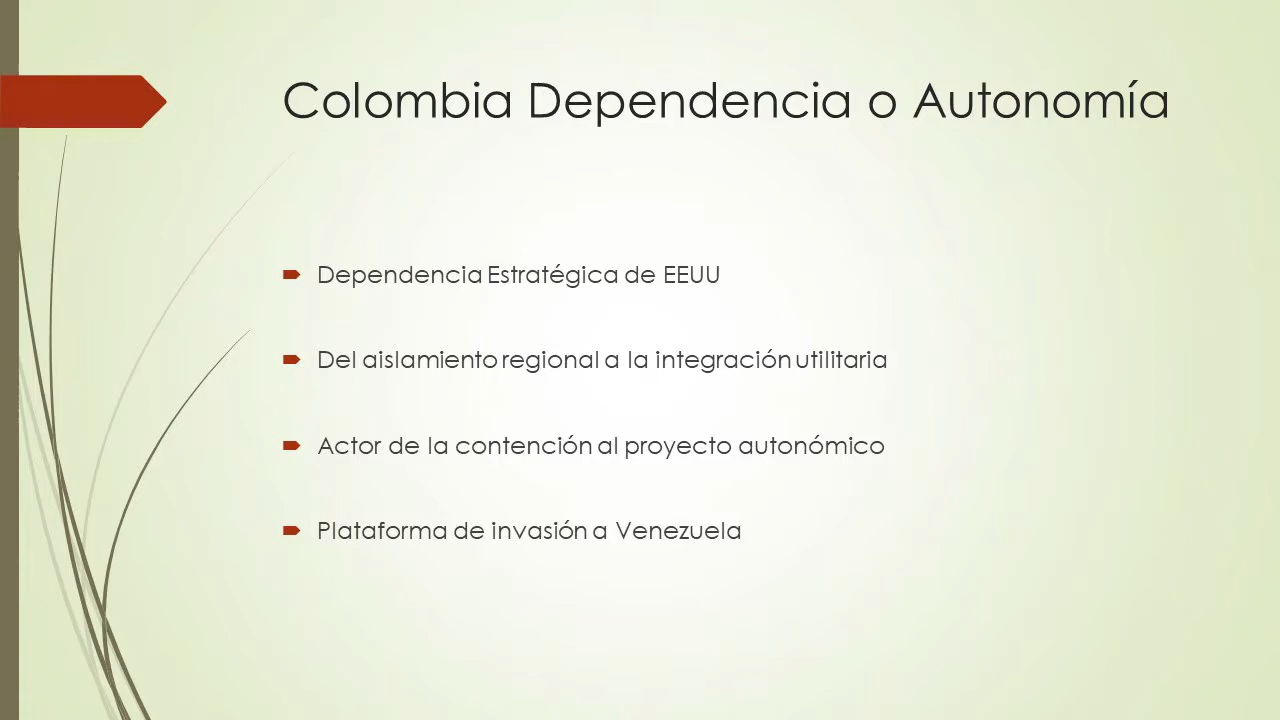 Colombia Dependencia o Autonomía
Dependencia Estratégica de EEUU
Del aislamiento regional a la integración utilitaria
Actor de la contención al proyecto autonómico
Plataforma de invasión a Venezuela